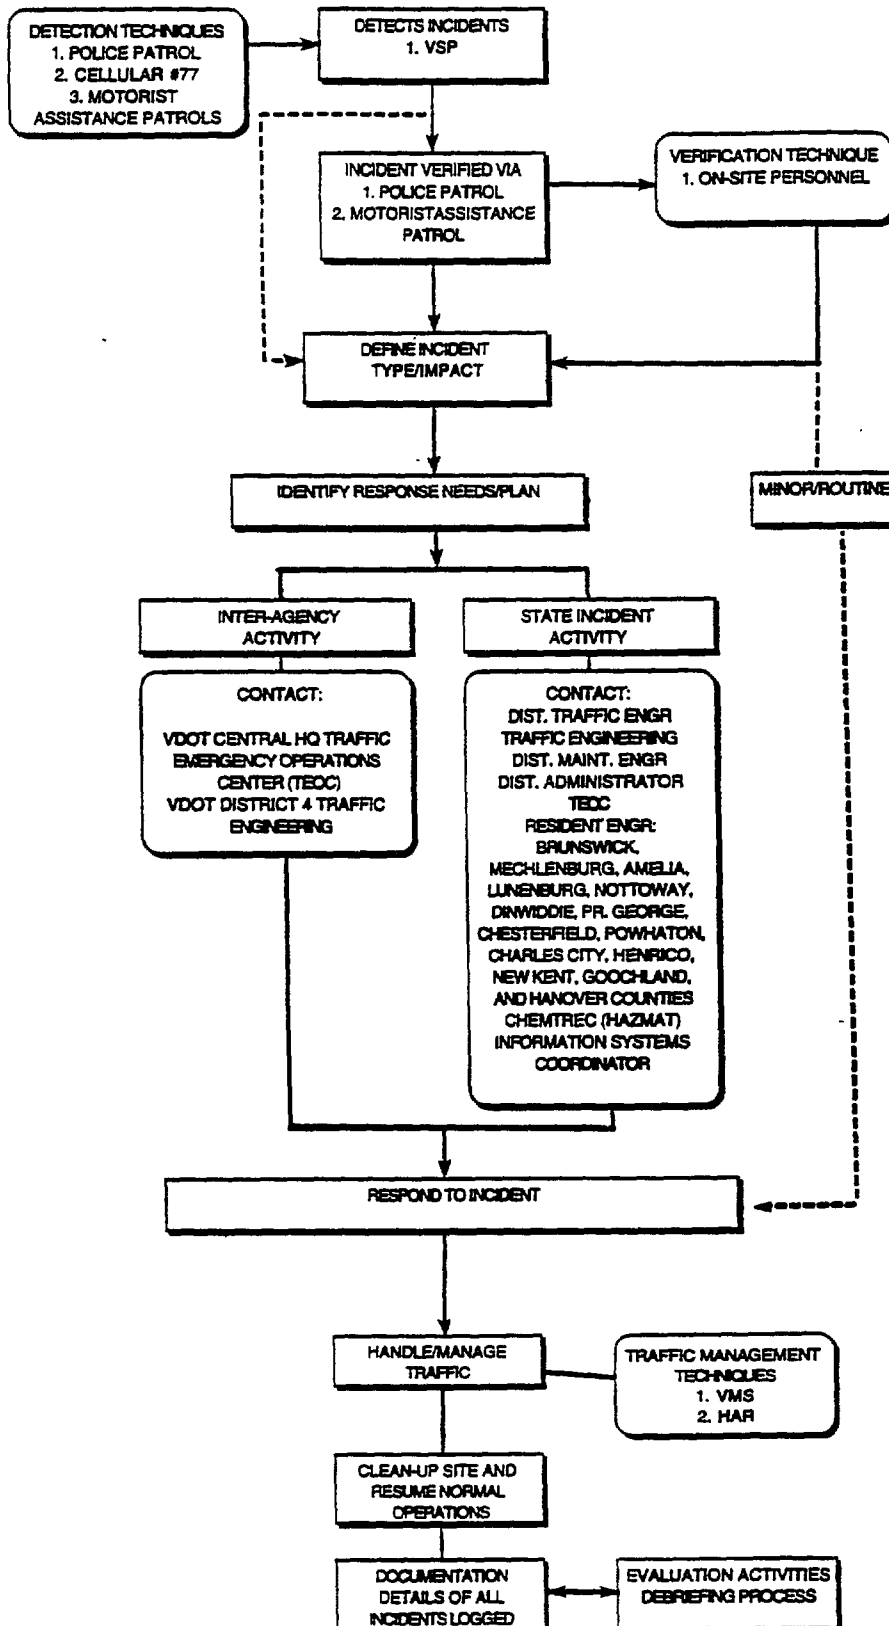 DETECTION TECHNIQUES
1. POLICE PATROL
2. CELLULAR #77
3. MOTORIST
ASSISTANCE PATROLS
DETECTS INCIDENTS
1. VSP
INCIDENT VERIFIED VIA
1. POLICE PATROL
2. MOTORISTASSISTANCE
PATROL
VERIFICATION TECHNIQUE
1. ON-SITE PERSONNEL
DEFINE INCIDENT
TYPE/IMPACT
IDENTIFY RESPONSE NEEDS/PLAN
MINOR/ROUTINE
INTER-AGENCY
ACTIVITY
STATE INCIDENT
ACTIVITY
CONTACT:
VDOT CENTRAL HQ TRAFFIC
EMERGENCY OPERATIONS
CENTER (TEOC)
VDOT DISTRICT 4 TRAFFIC
ENGINEERING
CONTACT:
DIST. TRAFFIC ENGR
TRAFFIC ENGINEERING
DIST. MAINT. ENGR
DIST. ADMINISTRATOR
TEOC
RESIDENT ENGR:
BRUNSWICK,
MECHLENBURG, AMELIA,
LUNENBURG, NOTTOWAY,
DINWIDDIE, PR. GEORGE,
CHESTERFIELD, POWHATON,
CHARLES CITY, HENRICO,
NEW KENT, GOOCHLAND,
AND HANOVER COUNTIES
CHEMTREC (HAZMAT)
INFORMATION SYSTEMS
COORDINATOR
RESPOND TO INCIDENT
HANDLE/MANAGE
TRAFFIC
TRAFFIC MANAGEMENT
TECHNIQUES
1. VMS
2. HAR
CLEAN-UP SITE AND
RESUME NORMAL
OPERATIONS
DOCUMENTATION
DETAILS OF ALL
INCIDENTS LOGGED
EVALUATION ACTIVITIES
DEBRIEFING PROCESS